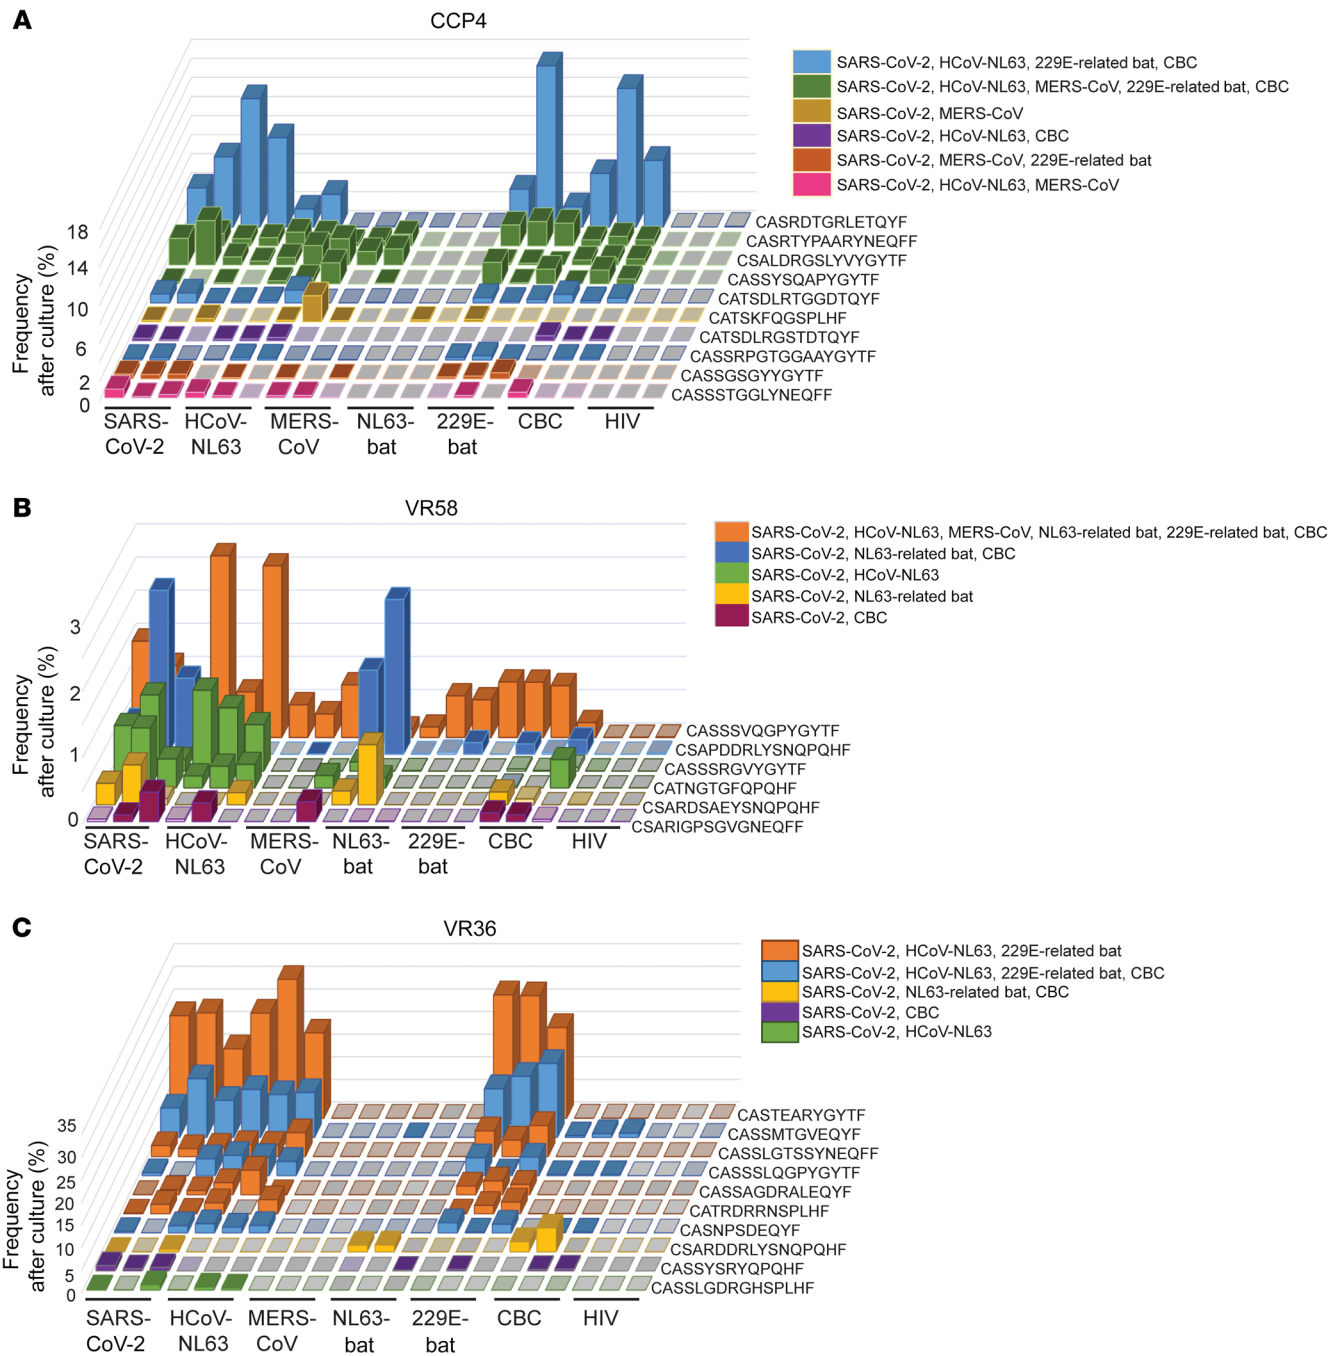 A
CCP4
SARS-CoV-2, HCoV-NL63, 229E-related bat, CBC
SARS-CoV-2, HCoV-NL63, MERS-CoV, 229E-related bat, CBC
SARS-CoV-2, MERS-CoV
SARS-CoV-2, HCoV-NL63, CBC
SARS-CoV-2, MERS-CoV, 229E-related bat
SARS-CoV-2, HCoV-NL63, MERS-CoV
Frequency
after culture (%)
18
14
10
6
2
0
CASRDTGRLETQYF
CASRTYPAARYNEQFF
CSALDRGSLYVYGYTF
CASSYSQAPYGYTF
CATSDLRTGGDTQYF
CATSKFQGSPLHF
CATSDLRGSTDTQYF
CASSRPGTGGAAYGYTF
CASSGSGYYGYTF
CASSSTGGLYNEQFF
SARS-
CoV-2
HCoV-
NL63
MERS-
CoV
NL63-
bat
229E-
bat
CBC
HIV
B
VR58
SARS-CoV-2, HCoV-NL63, MERS-CoV, NL63-related bat, 229E-related bat, CBC
SARS-CoV-2, NL63-related bat, CBC
SARS-CoV-2, HCoV-NL63
SARS-CoV-2, NL63-related bat
SARS-CoV-2, CBC
Frequency
after culture (%)
3
2
1
0
CASSSVQGPYGYTF
CSAPDDRLYSNQPQHF
CASSSRGVYGYTF
CATNGTGFQPQHF
CSARDSAEYSNQPQHF
CSARIGPSGVGNEQFF
SARS-
CoV-2
HCoV-
NL63
MERS-
CoV
NL63-
bat
229E-
bat
CBC
HIV
C
VR36
SARS-CoV-2, HCoV-NL63, 229E-related bat
SARS-CoV-2, HCoV-NL63, 229E-related bat, CBC
SARS-CoV-2, NL63-related bat, CBC
SARS-CoV-2, CBC
SARS-CoV-2, HCoV-NL63
Frequency
after culture (%)
35
30
25
20
15
10
5
0
CASTEARYGYTF
CASSMTGVEQYF
CASSLGTSSYNEQFF
CASSSLQGPYGYTF
CASSAGDRALEQYF
CATRDRRNSPLHF
CASNPSDEQYF
CSARDDRLYSNQPQHF
CASSYSRYQPQHF
CASSLGDRGHSPLHF
SARS-
CoV-2
HCoV-
NL63
MERS-
CoV
NL63-
bat
229E-
bat
CBC
HIV